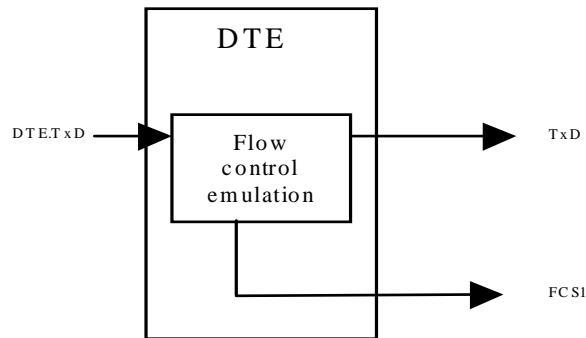 DTE
DTE.TxD
Flow
control
emulation
TxD
FCS1